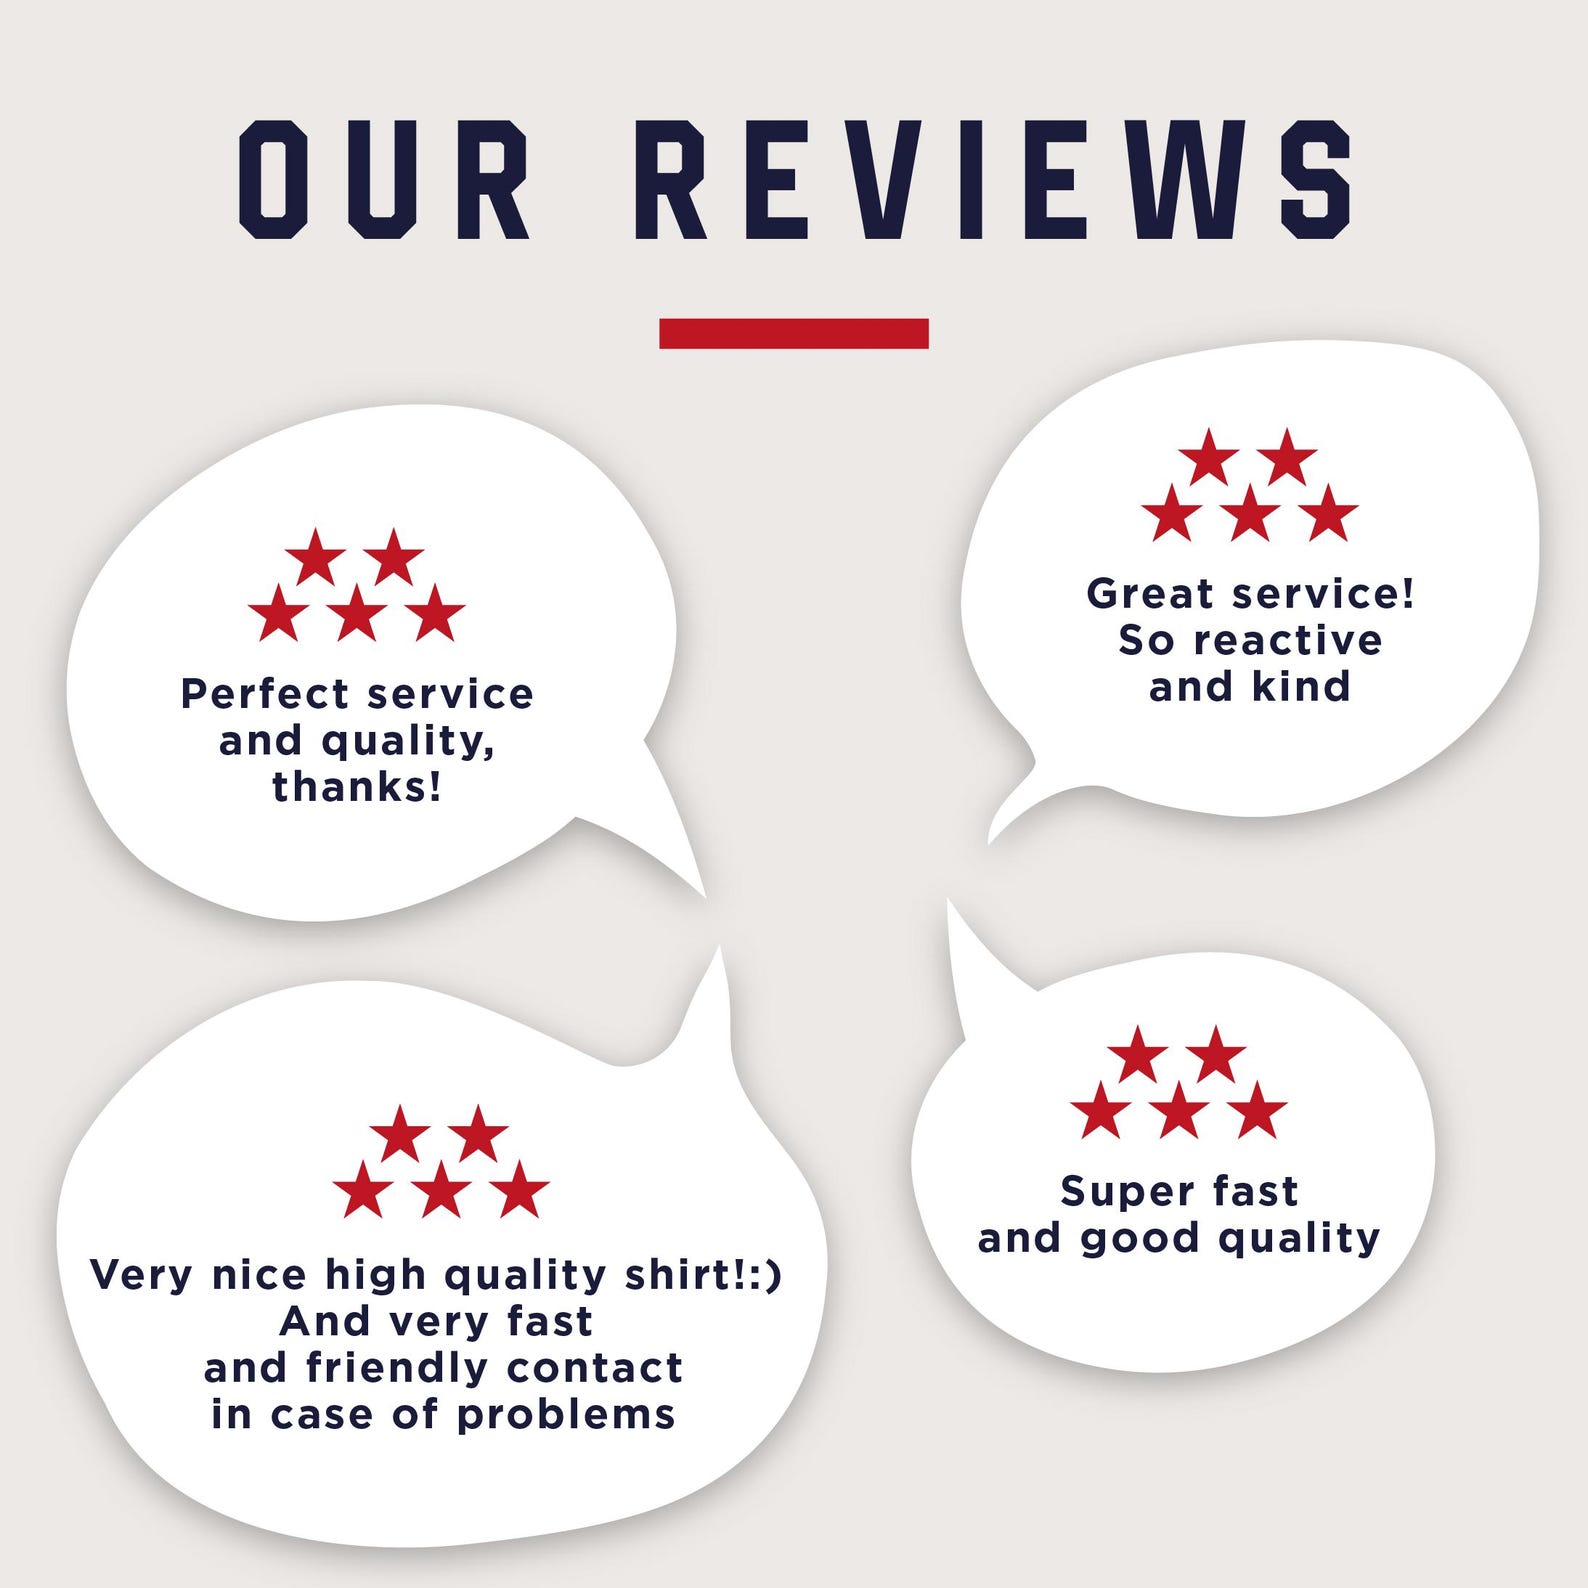 OUR REVIEWS
Perfect service
and quality,
thanks!
Great service!
So reactive
and kind
Very nice high quality shirt!:)
And very fast
and friendly contact
in case of problems
Super fast
and good quality